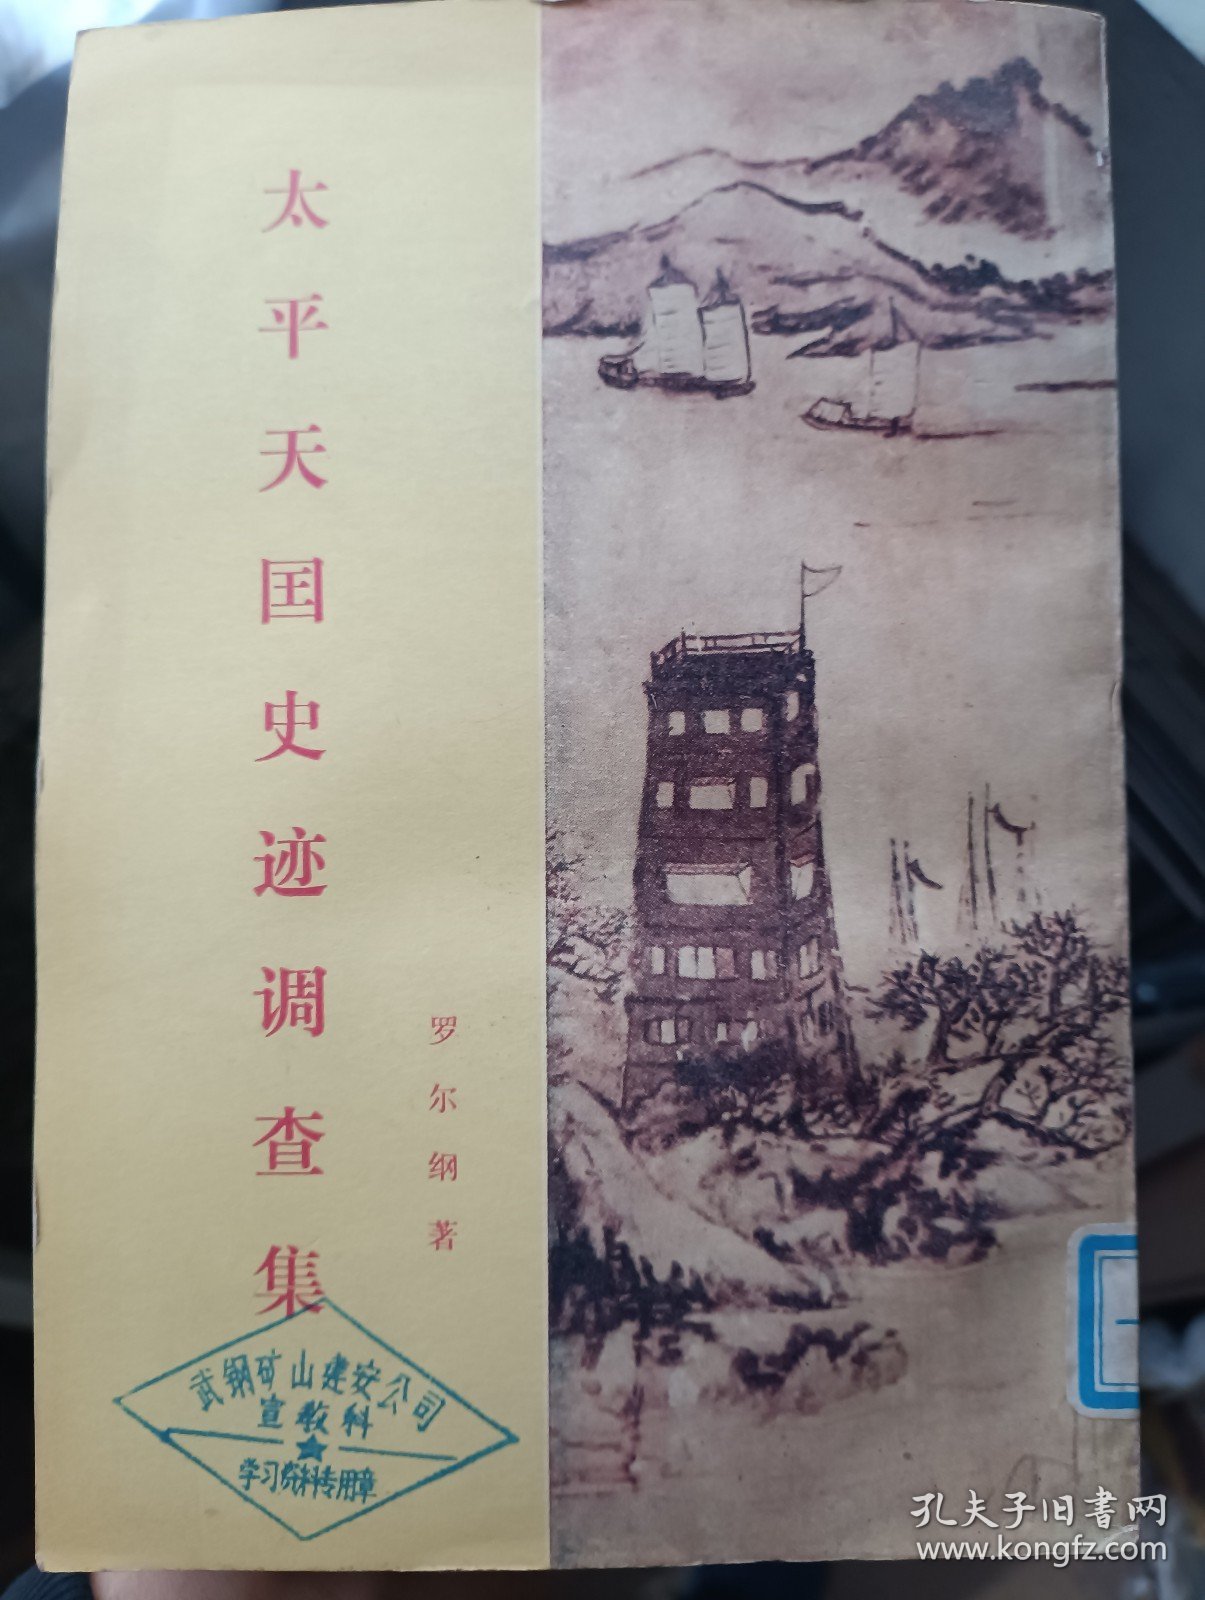 太平天囯史迹调查集
罗尔纲著
武钢矿山建安公司
宣教科
学习资料专用章
一
孔夫子旧书网
www.kongfz.com